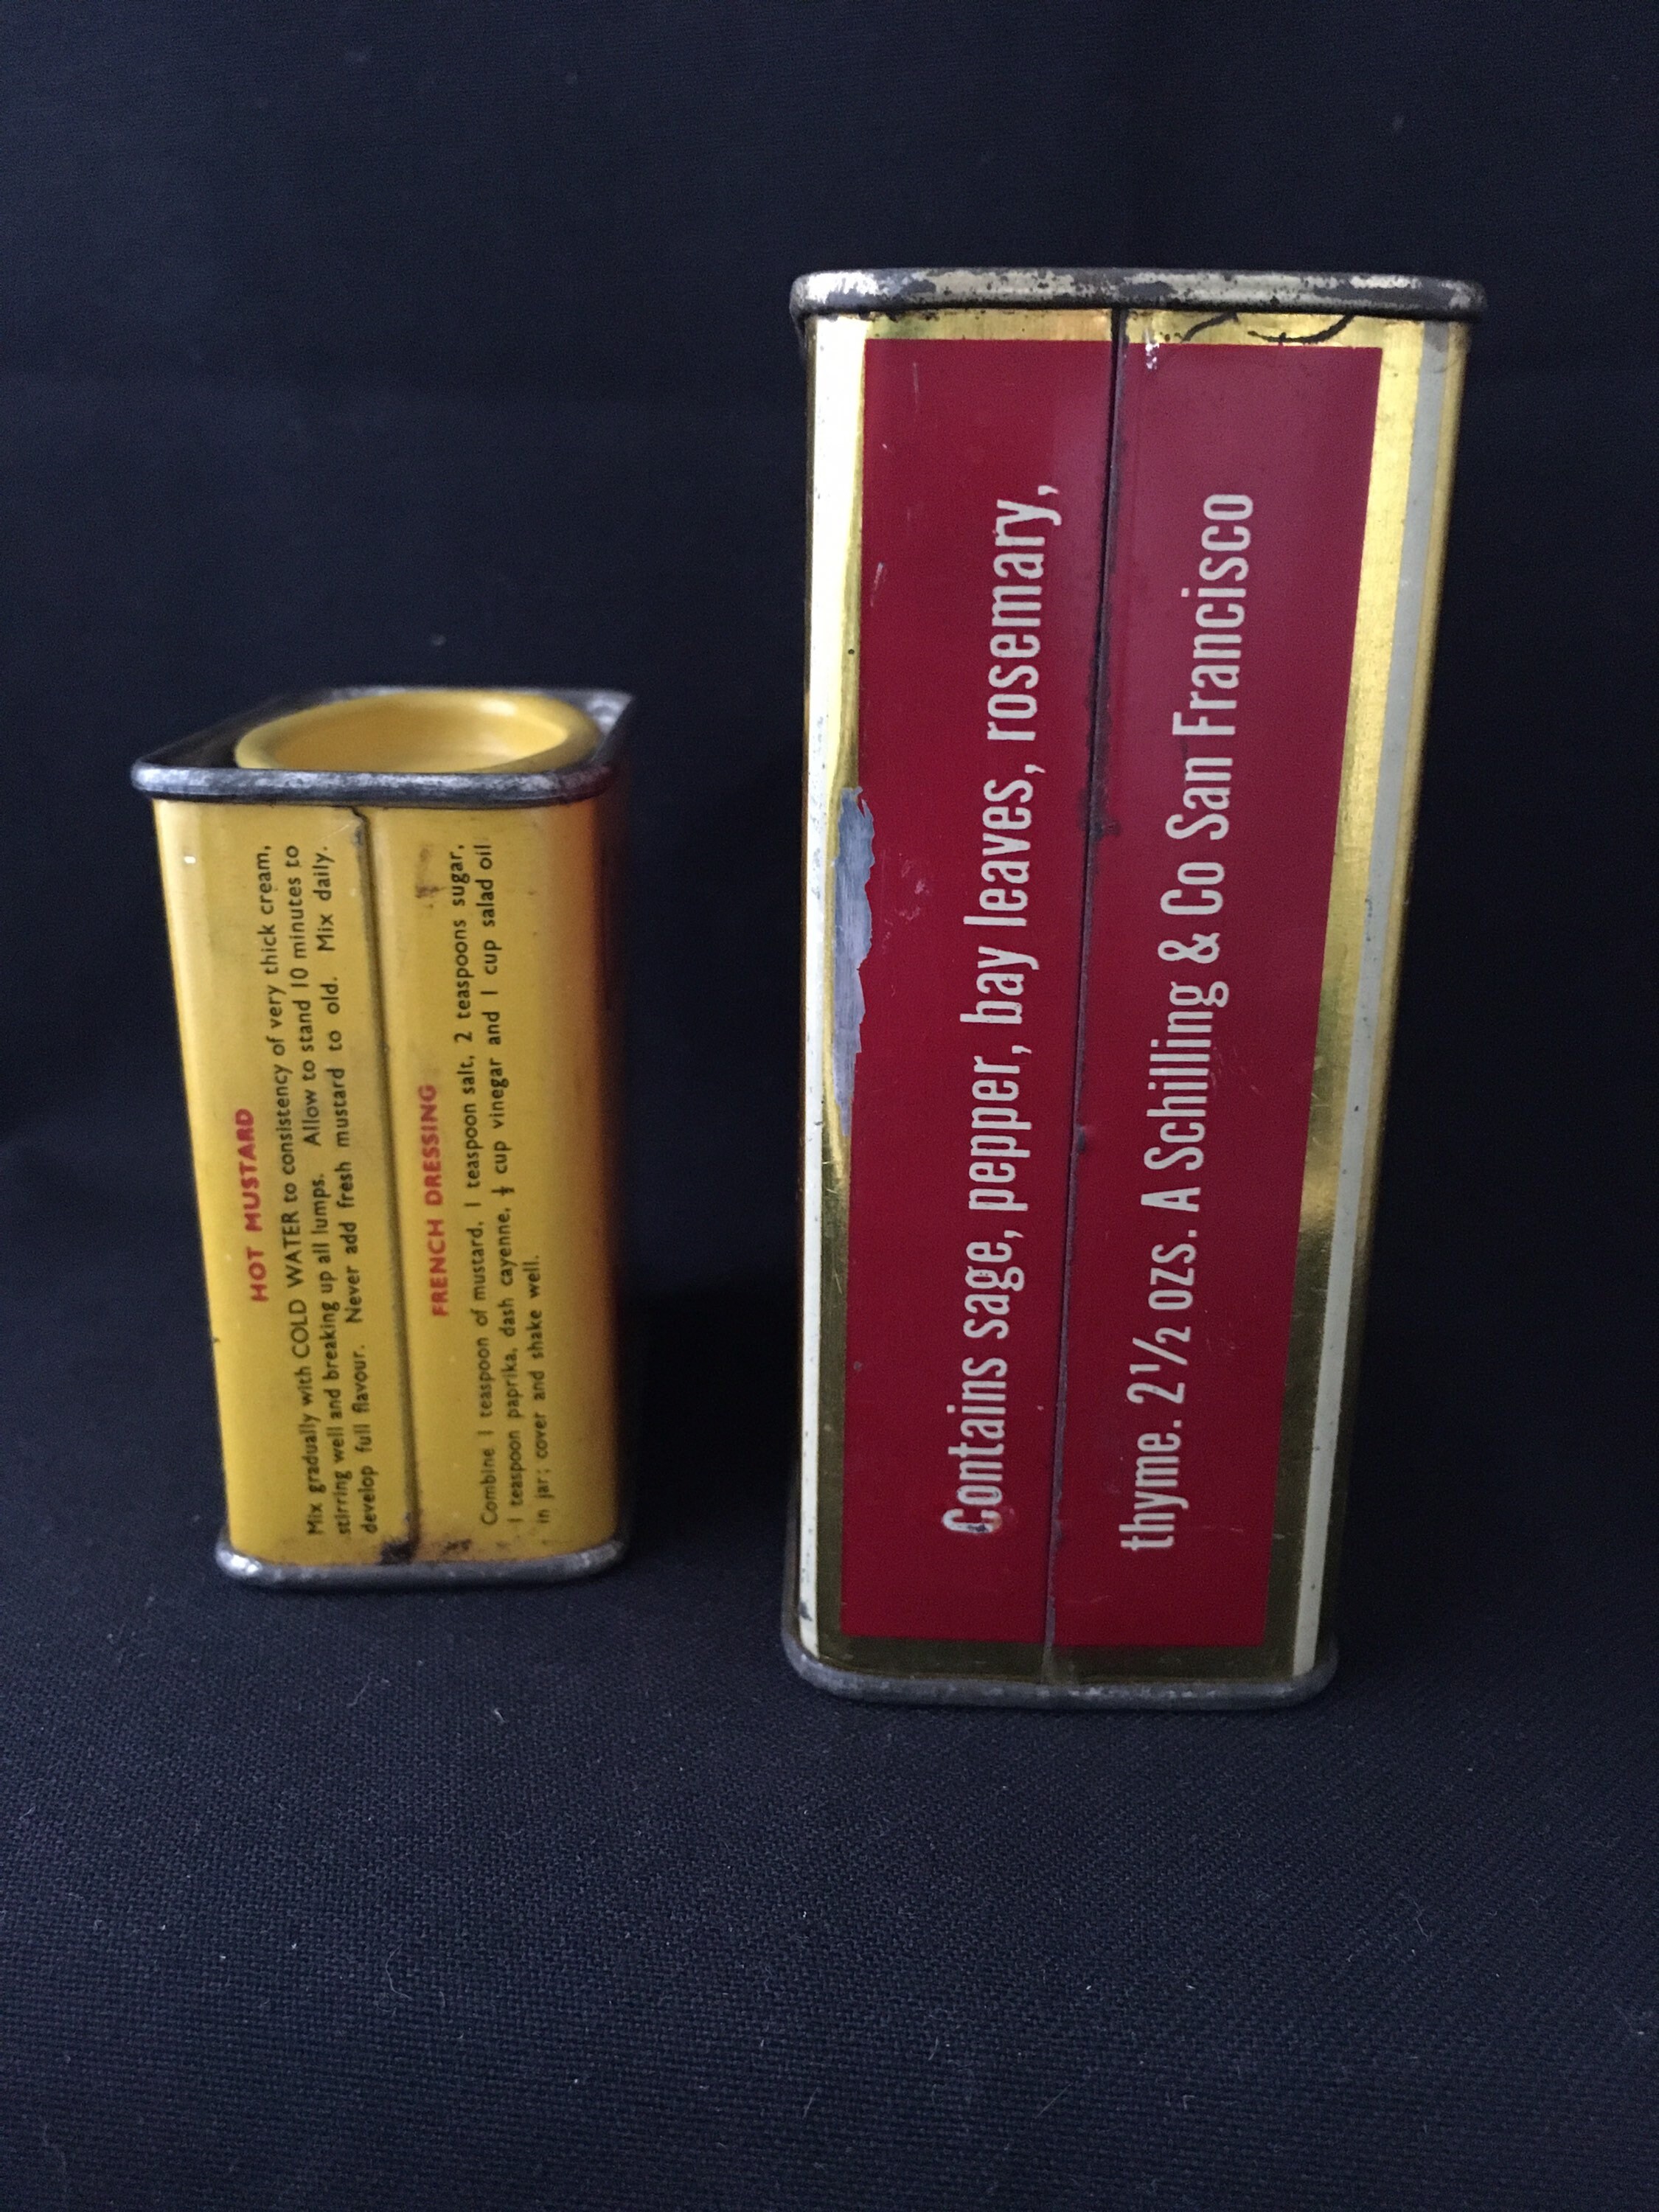 HOT MUSTARD
Mix gradually with COLD WATER to consistency of very thick cream,
stirring well and breaking up all lumps. Allow to stand 10 minutes to
develop full flavour. Never add fresh mustard to old. Mix daily.
FRENCH DRESSING
Combine 1 teaspoon of mustard, 1 teaspoon salt, 2 teaspoons sugar,
1 teaspoon paprika, dash cayenne, ½ cup vinegar and 1 cup salad oil
in jar; cover and shake well.
Contains sage, pepper, bay leaves, rosemary,
thyme. 2½ ozs. A Schilling & Co San Francisco